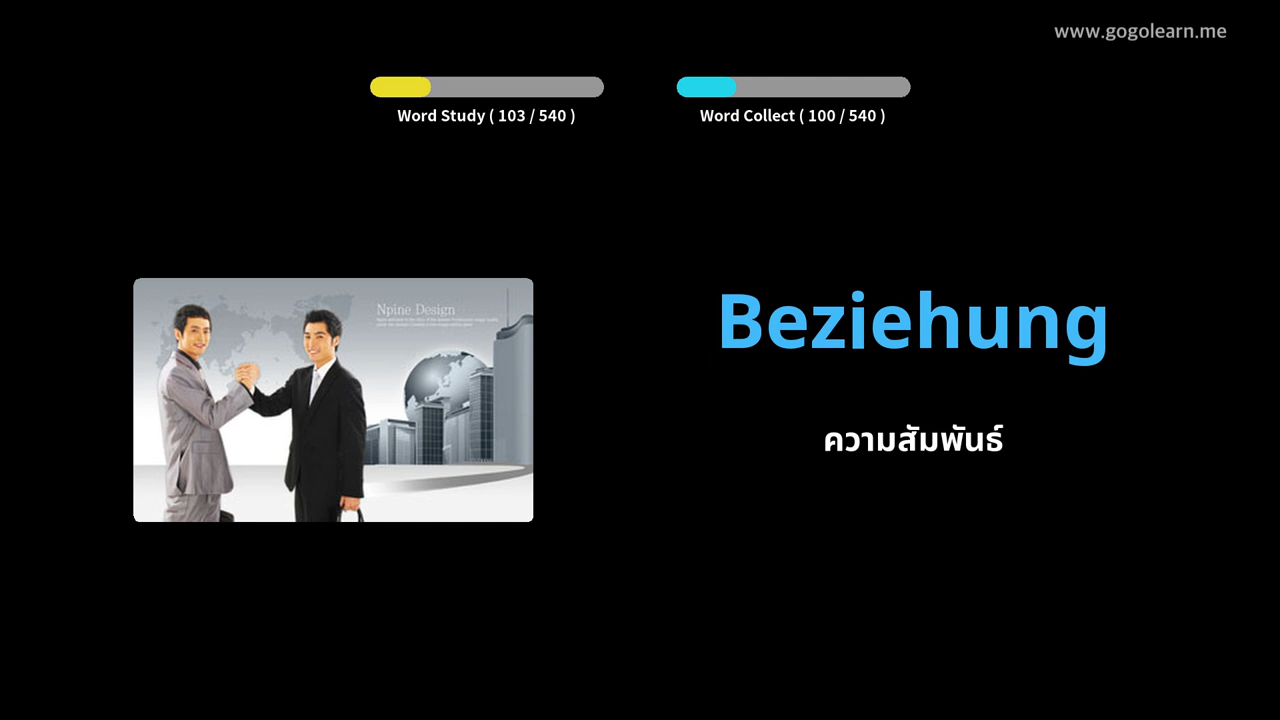 www.gogolearn.me
Word Study ( 103 / 540 )
Word Collect ( 100 / 540 )
Npine Design
Beziehung
ความสัมพันธ์